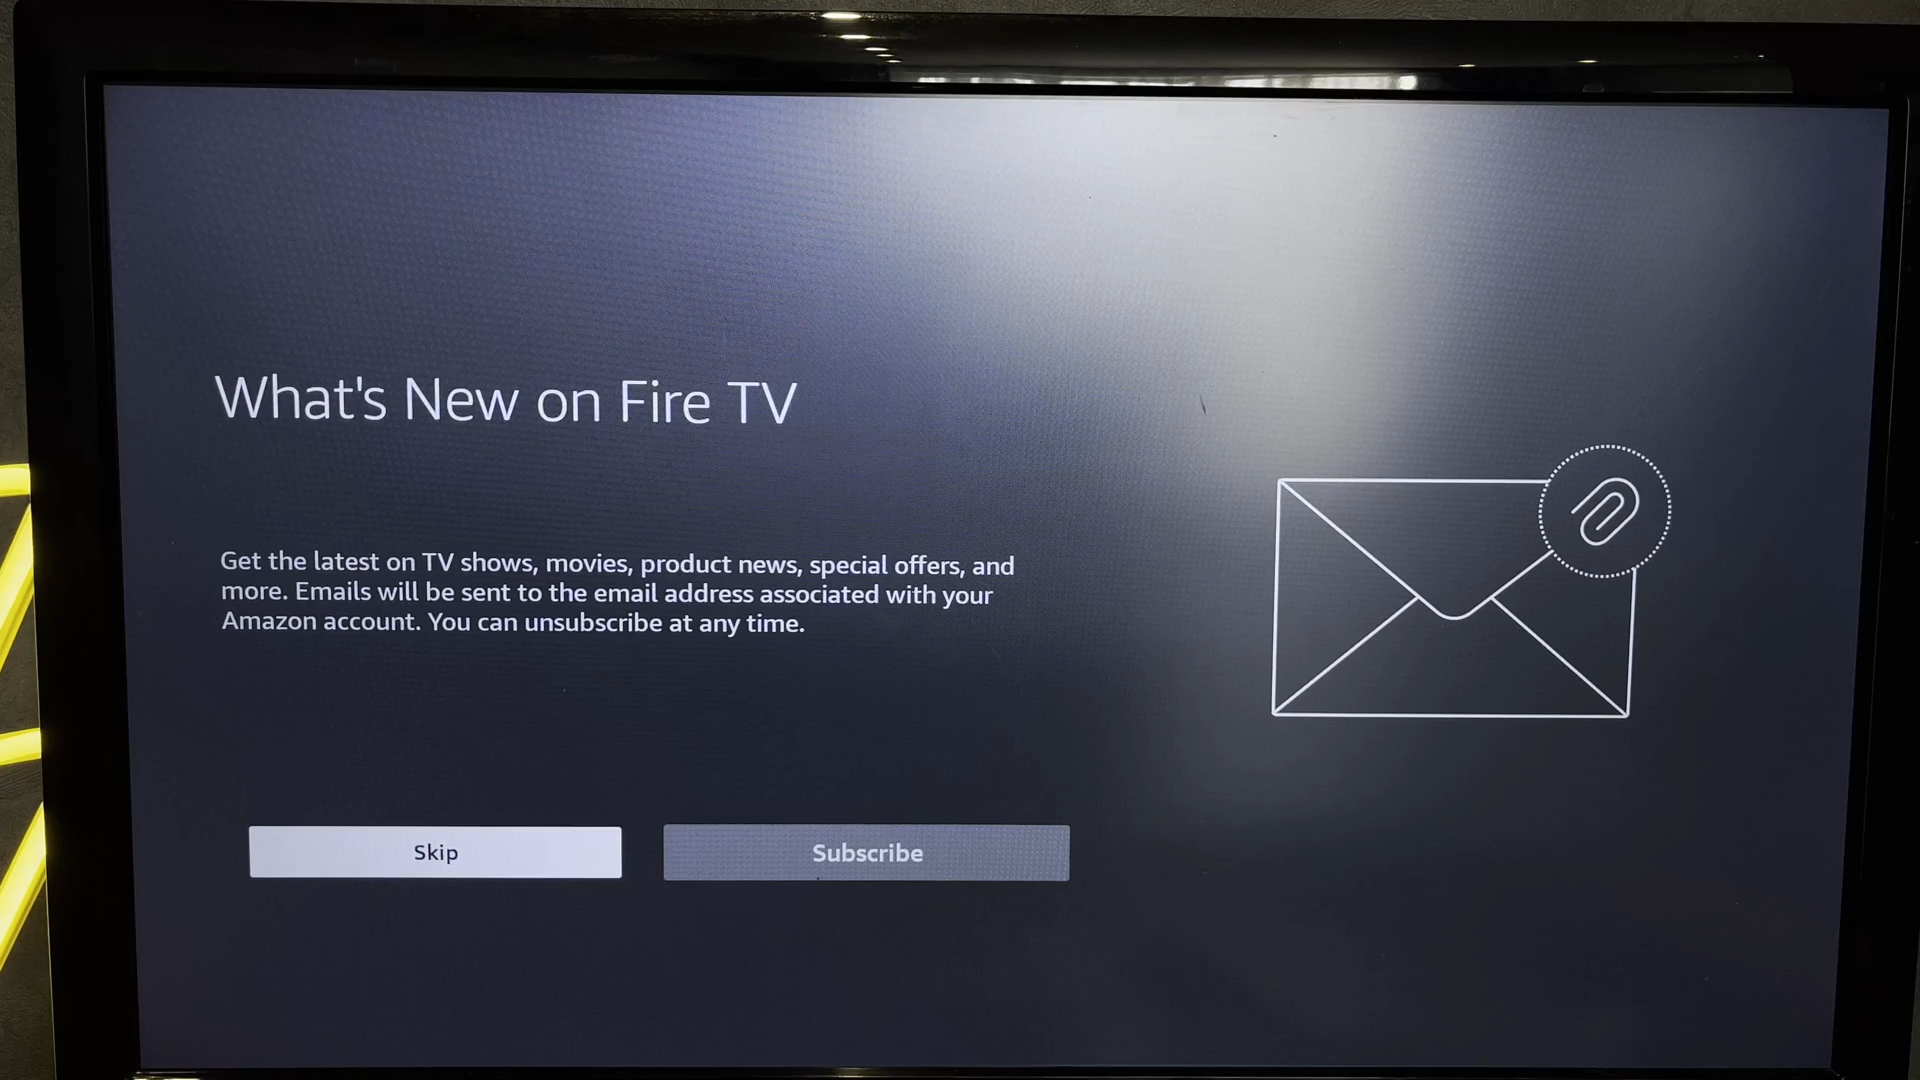 What's New on Fire TV
Get the latest on TV shows, movies, product news, special offers, and
more. Emails will be sent to the email address associated with your
Amazon account. You can unsubscribe at any time.
Skip
Subscribe